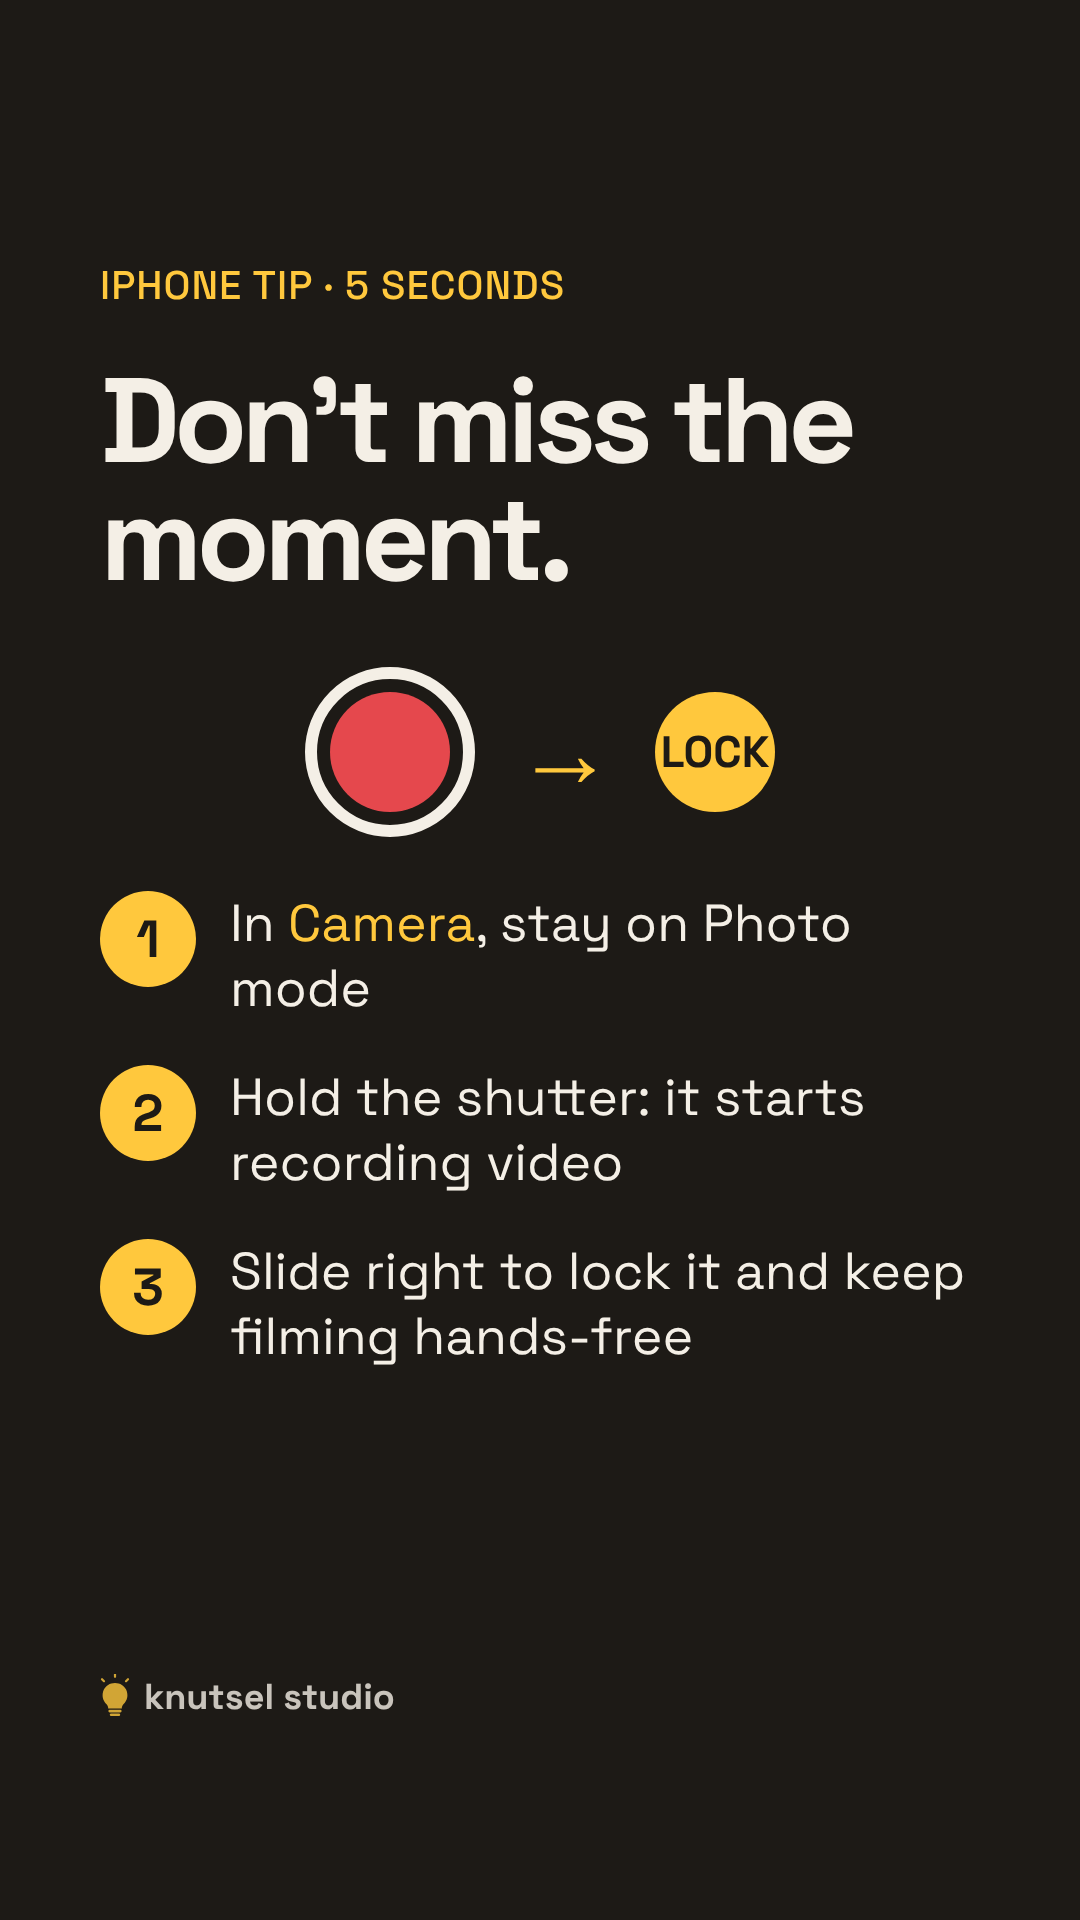 IPHONE TIP · 5 SECONDS
Don’t miss the
moment.
→ LOCK
1 In Camera, stay on Photo
mode
2 Hold the shutter: it starts
recording video
3 Slide right to lock it and keep
filming hands-free
knutsel studio